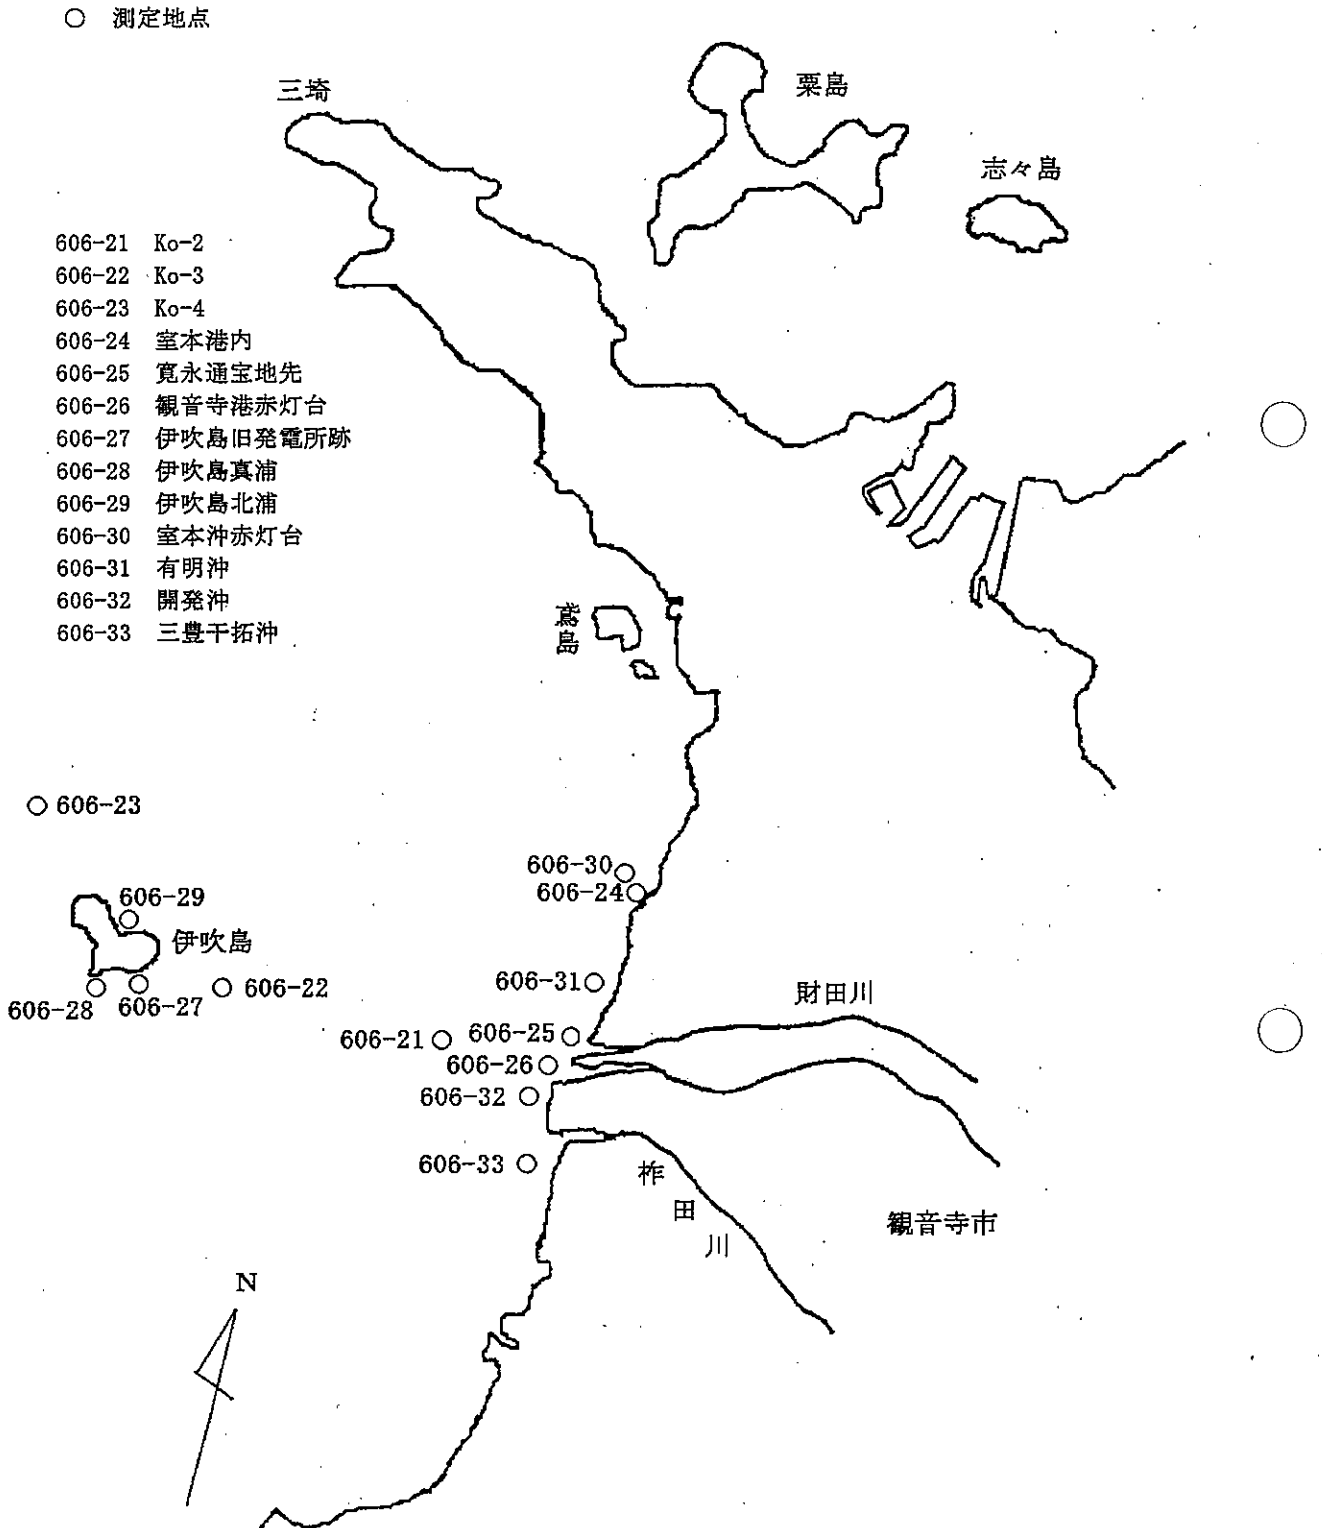 ○ 測定地点
三埼
粟島
志々島
606-21 Ko-2
606-22 Ko-3
606-23 Ko-4
606-24 室本港内
606-25 寛永通宝地先
606-26 観音寺港赤灯台
606-27 伊吹島旧発電所跡
606-28 伊吹島真浦
606-29 伊吹島北浦
606-30 室本沖赤灯台
606-31 有明沖
606-32 開発沖
606-33 三豊干拓沖
鳶島
606-23
606-30
606-24
606-29
伊吹島
606-31
606-22
606-28
606-27
財田川
606-21
606-25
606-26
606-32
606-33
柞田川
観音寺市
N